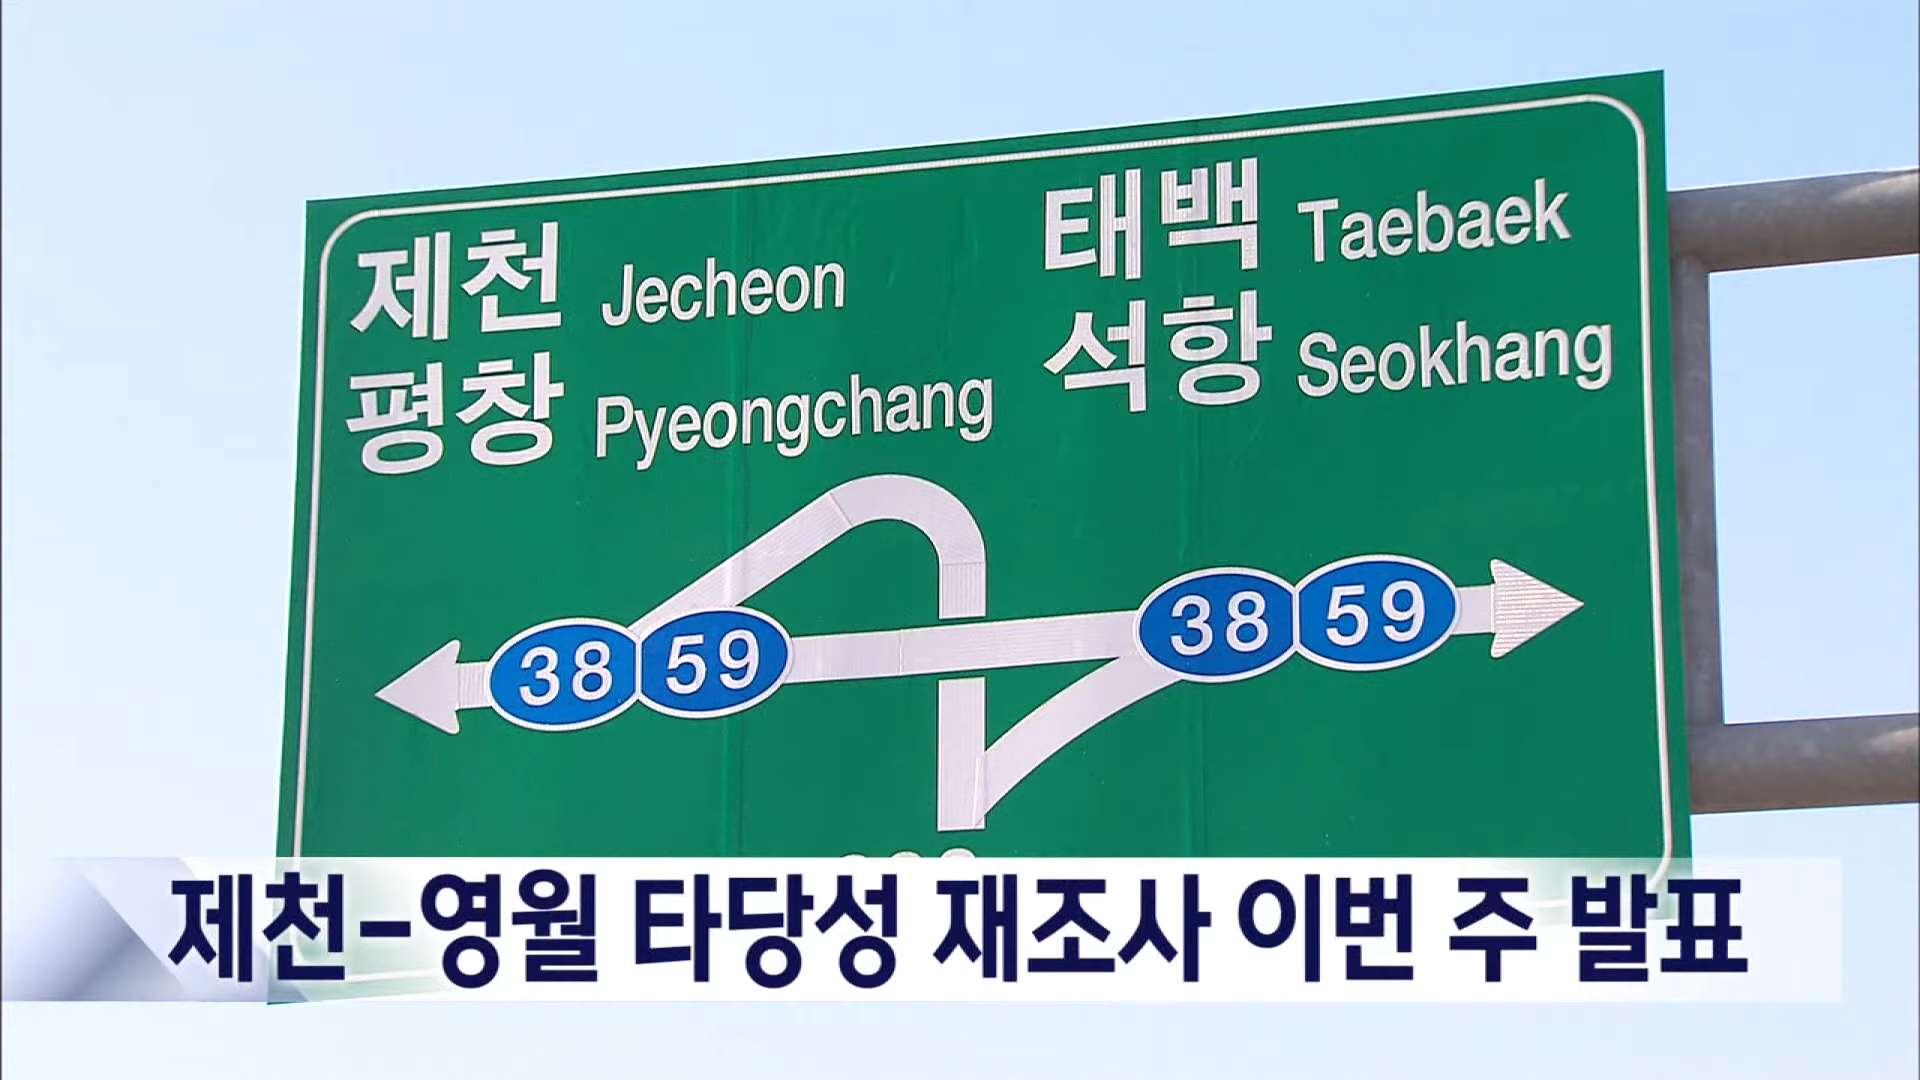 제천 Jecheon
평창 Pyeongchang
태백 Taebaek
석항 Seokhang
38 59
38 59
제천-영월 타당성 재조사 이번 주 발표